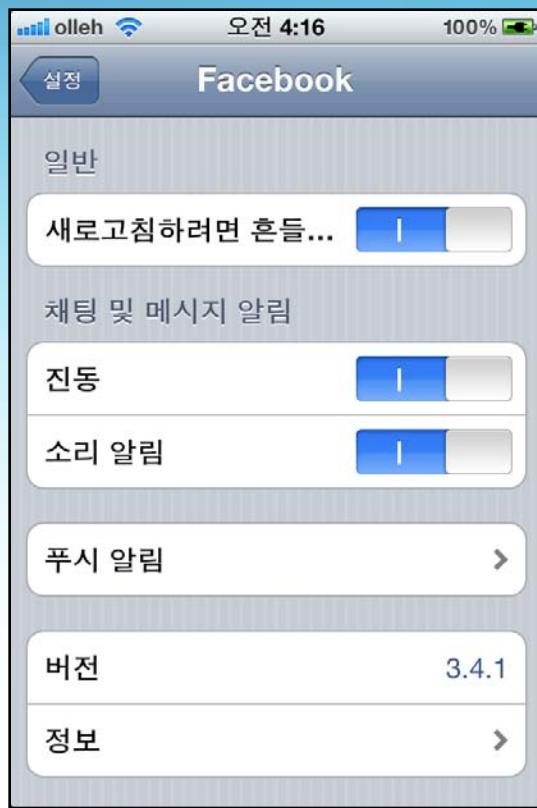 olleh 오전 4:16 100%
설정 Facebook
일반
새로고침하려면 흔들...
채팅 및 메시지 알림
진동
소리 알림
푸시 알림
버전 3.4.1
정보